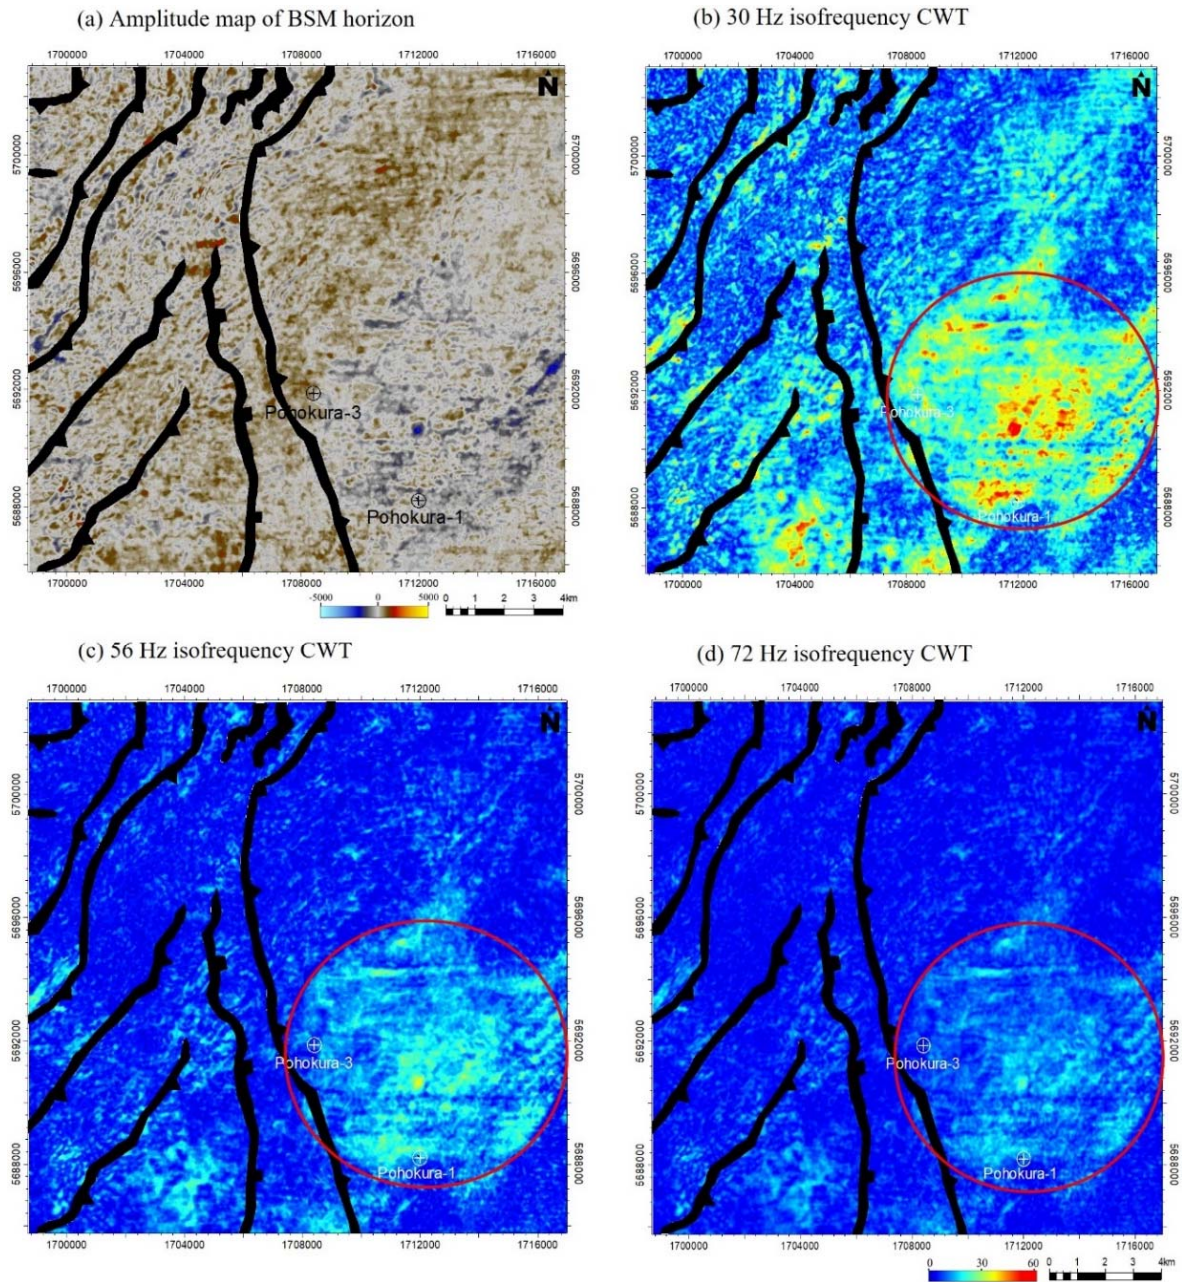 (a) Amplitude map of BSM horizon
1700000 1704000 1708000 1712000 1716000
N
5700000 5700000
5696000 5696000
5692000 5692000
Pohokura-3
5688000 5688000
Pohokura-1
1700000 1704000 1708000 1712000 1716000
-5000 0 5000 0 1 2 3 4km
(b) 30 Hz isofrequency CWT
1700000 1704000 1708000 1712000 1716000
N
5700000 5700000
5696000 5696000
5692000 5692000
Pohokura-3
5688000 5688000
Pohokura-1
1700000 1704000 1708000 1712000 1716000
(c) 56 Hz isofrequency CWT
1700000 1704000 1708000 1712000 1716000
N
5700000 5700000
5696000 5696000
5692000 5692000
Pohokura-3
5688000 5688000
Pohokura-1
1700000 1704000 1708000 1712000 1716000
(d) 72 Hz isofrequency CWT
1700000 1704000 1708000 1712000 1716000
N
5700000 5700000
5696000 5696000
5692000 5692000
Pohokura-3
5688000 5688000
Pohokura-1
1700000 1704000 1708000 1712000 1716000
0 30 60 0 1 2 3 4km